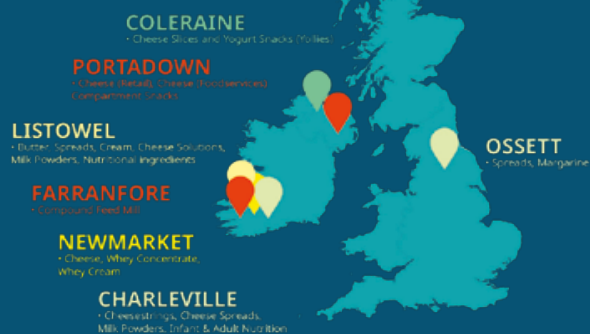 COLERAINE
• Cheese Slices and Yogurt Snacks (Yollies)
PORTADOWN
• Cheese (Retail), Cheese (Foodservices)
Compartment Snacks
LISTOWEL
• Butter, Spreads, Cream, Cheese Solutions,
Milk Powders, Nutritional Ingredients
OSSETT
• Spreads, Margarine
FARRANFORE
• Compound Feed Mill
NEWMARKET
• Cheese, Whey Concentrate,
Whey Cream
CHARLEVILLE
• Cheesestrings, Cheese Spreads,
Milk Powders, Infant & Adult Nutrition